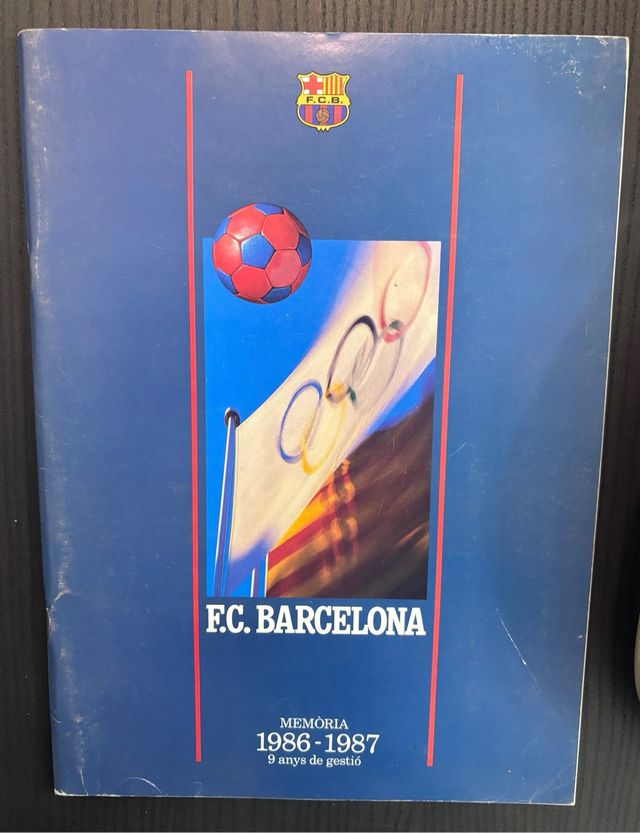 F.C.B.
F.C. BARCELONA
MEMÒRIA
1986-1987
9 anys de gestió